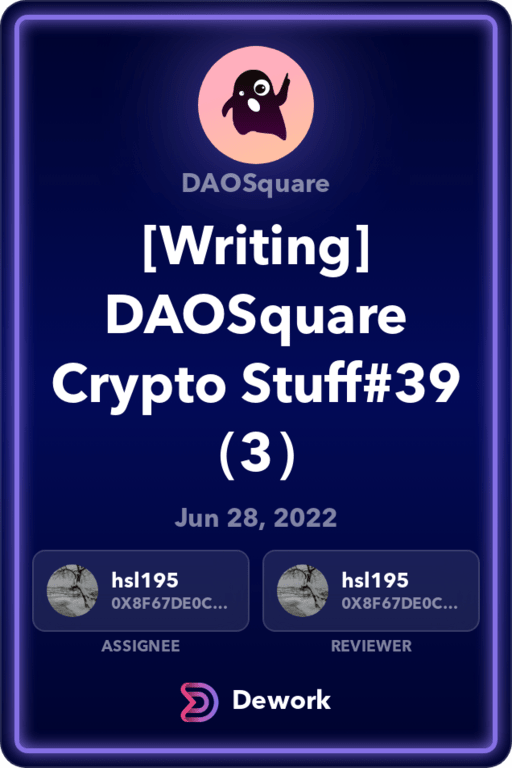 DAOSquare
[Writing]
DAOSquare
Crypto Stuff#39
(3)
Jun 28, 2022
hsl195
0X8F67DE0C...
ASSIGNEE
hsl195
0X8F67DE0C...
REVIEWER
Dework